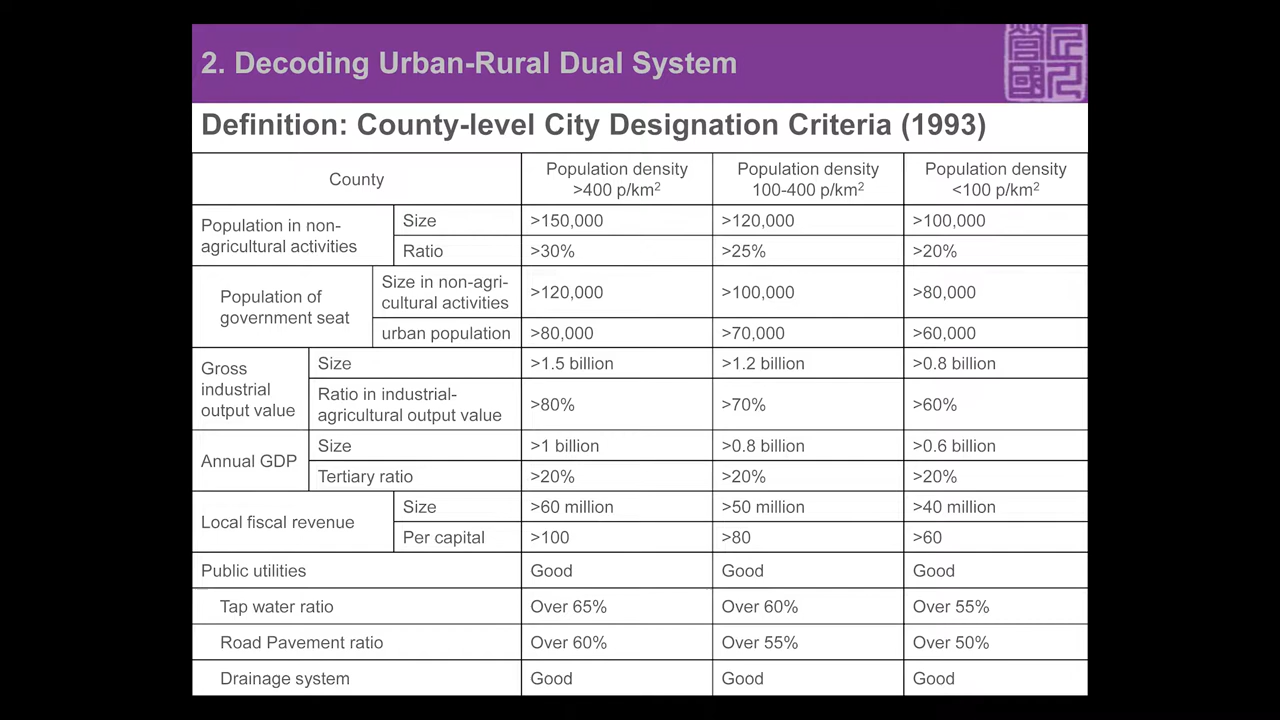 2. Decoding Urban-Rural Dual System
Definition: County-level City Designation Criteria (1993)
County
Population density
>400 p/km²
Population density
100-400 p/km²
Population density
<100 p/km²
Population in non-
agricultural activities
Size
>150,000
>120,000
>100,000
Ratio
>30%
>25%
>20%
Population of
government seat
Size in non-agri-
cultural activities
>120,000
>100,000
>80,000
urban population
>80,000
>70,000
>60,000
Gross
industrial
output value
Size
>1.5 billion
>1.2 billion
>0.8 billion
Ratio in industrial-
agricultural output value
>80%
>70%
>60%
Annual GDP
Size
>1 billion
>0.8 billion
>0.6 billion
Tertiary ratio
>20%
>20%
>20%
Local fiscal revenue
Size
>60 million
>50 million
>40 million
Per capital
>100
>80
>60
Public utilities
Good
Good
Good
Tap water ratio
Over 65%
Over 60%
Over 55%
Road Pavement ratio
Over 60%
Over 55%
Over 50%
Drainage system
Good
Good
Good